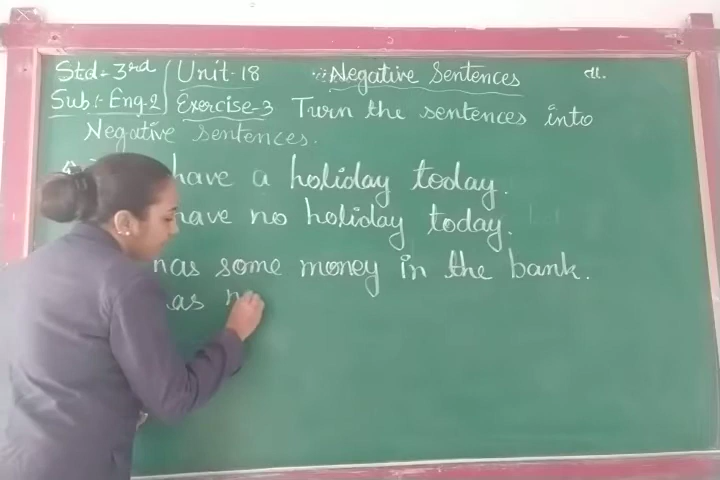 Std- 3rd Unit-18 Negative Sentences dt.
Sub:- Eng-2 Exercise-3 Turn the sentences into
Negative sentences.
have a holiday today.
have no holiday today.
has some money in the bank.
as n